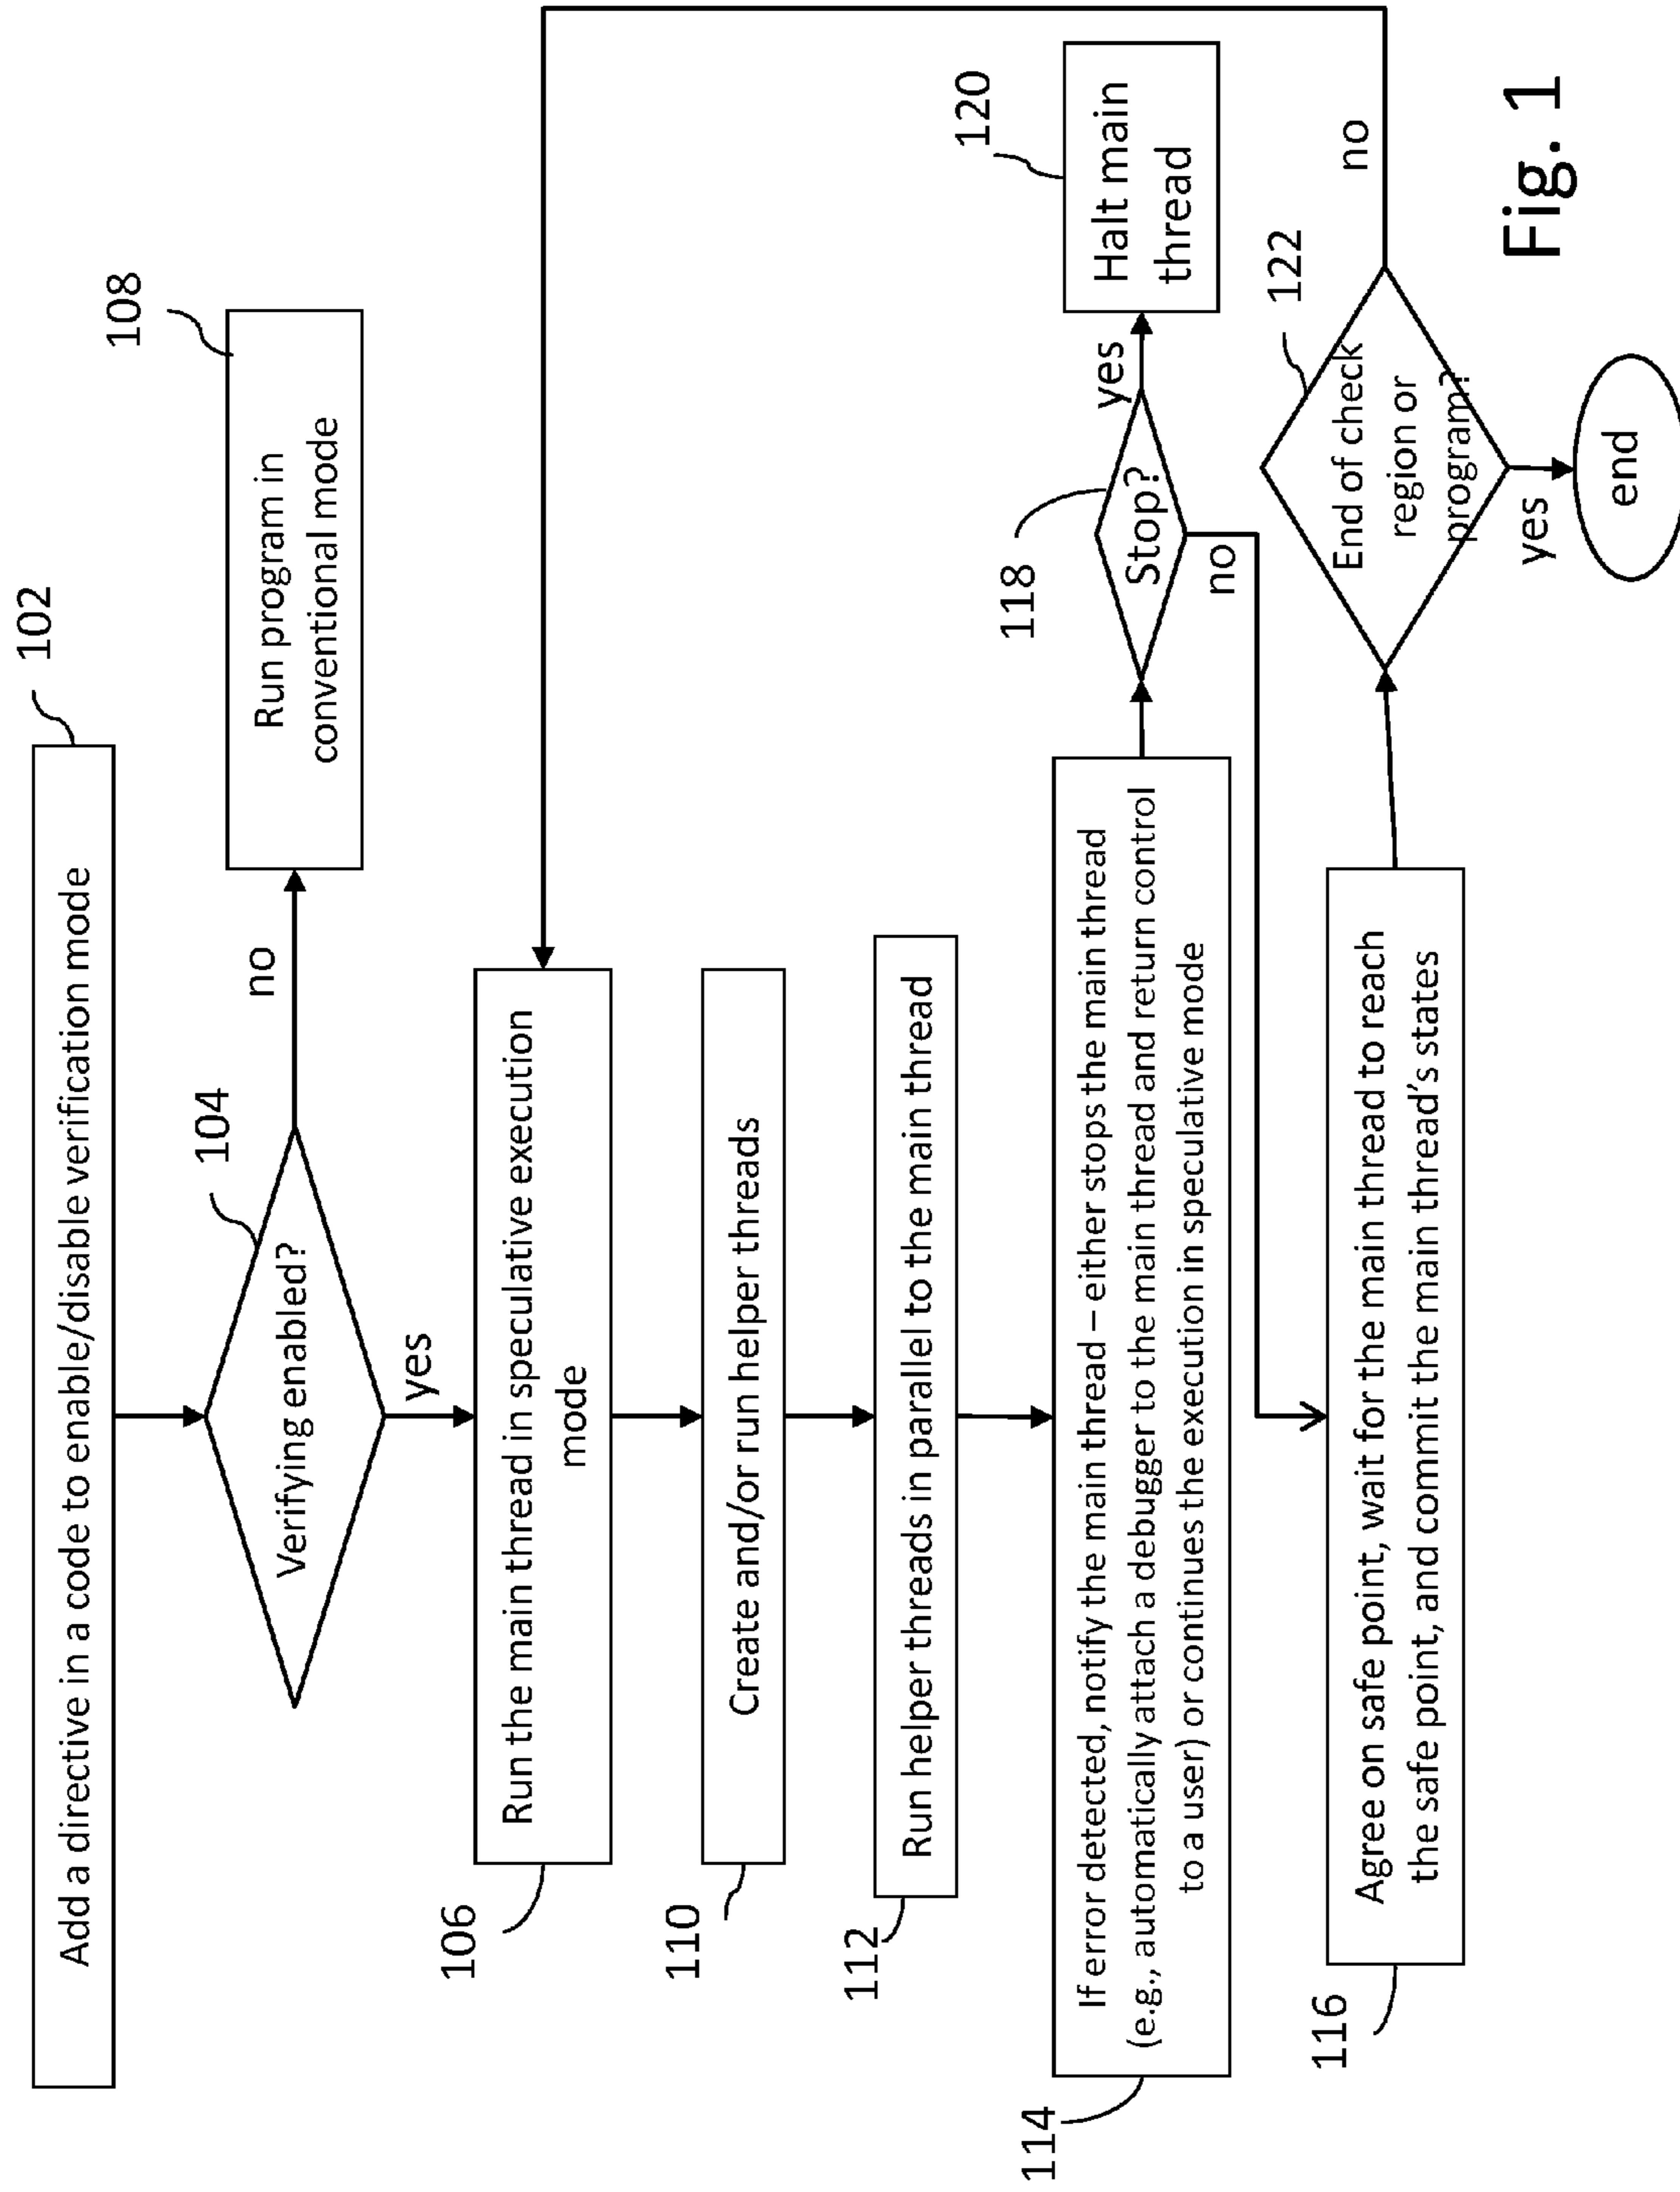 102
Add a directive in a code to enable/disable verification mode
104
Verifying enabled?
no
108
Run program in
conventional mode
yes
106
Run the main thread in speculative execution
mode
110
Create and/or run helper threads
112
Run helper threads in parallel to the main thread
114
If error detected, notify the main thread – either stops the main thread
(e.g., automatically attach a debugger to the main thread and return control
to a user) or continues the execution in speculative mode
118
Stop?
yes
120
Halt main
thread
no
116
Agree on safe point, wait for the main thread to reach
the safe point, and commit the main thread's states
122
End of check
region or
program?
no
yes
end
Fig. 1